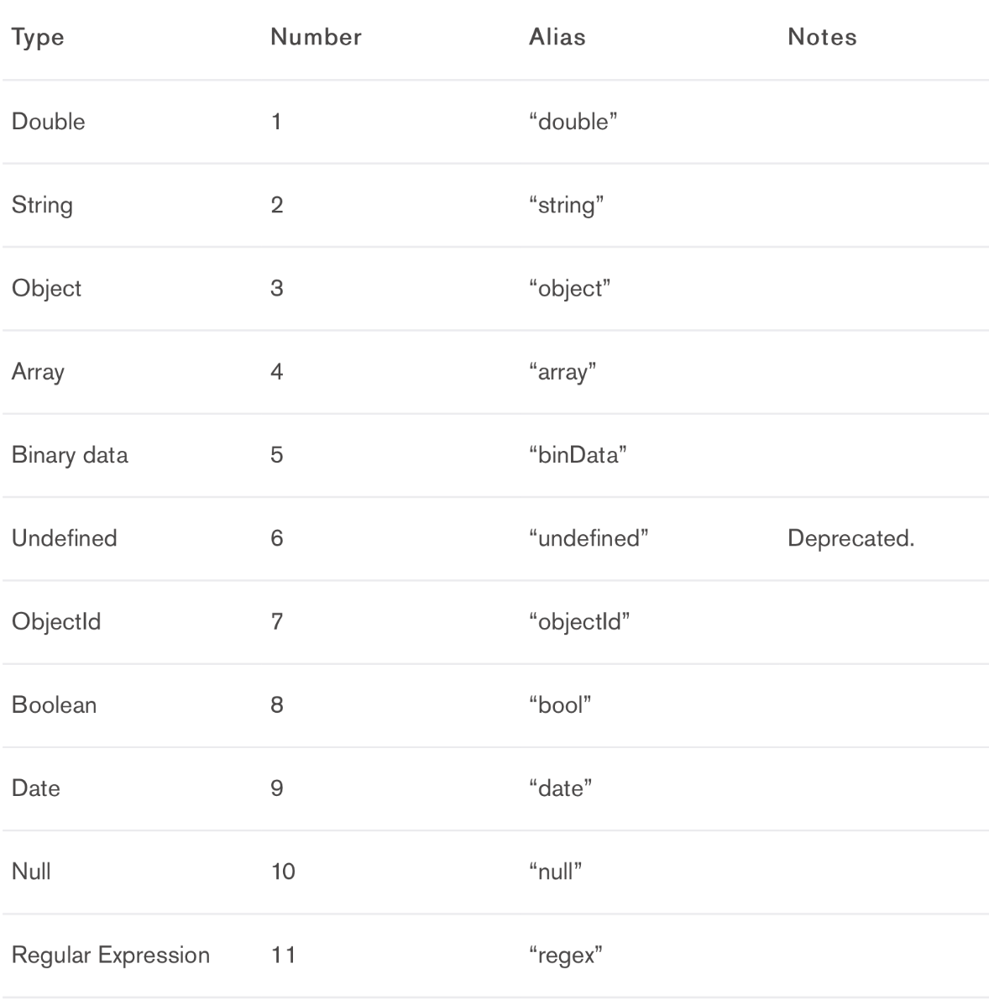 Type Number Alias Notes
Double 1 “double”
String 2 “string”
Object 3 “object”
Array 4 “array”
Binary data 5 “binData”
Undefined 6 “undefined” Deprecated.
ObjectId 7 “objectId”
Boolean 8 “bool”
Date 9 “date”
Null 10 “null”
Regular Expression 11 “regex”